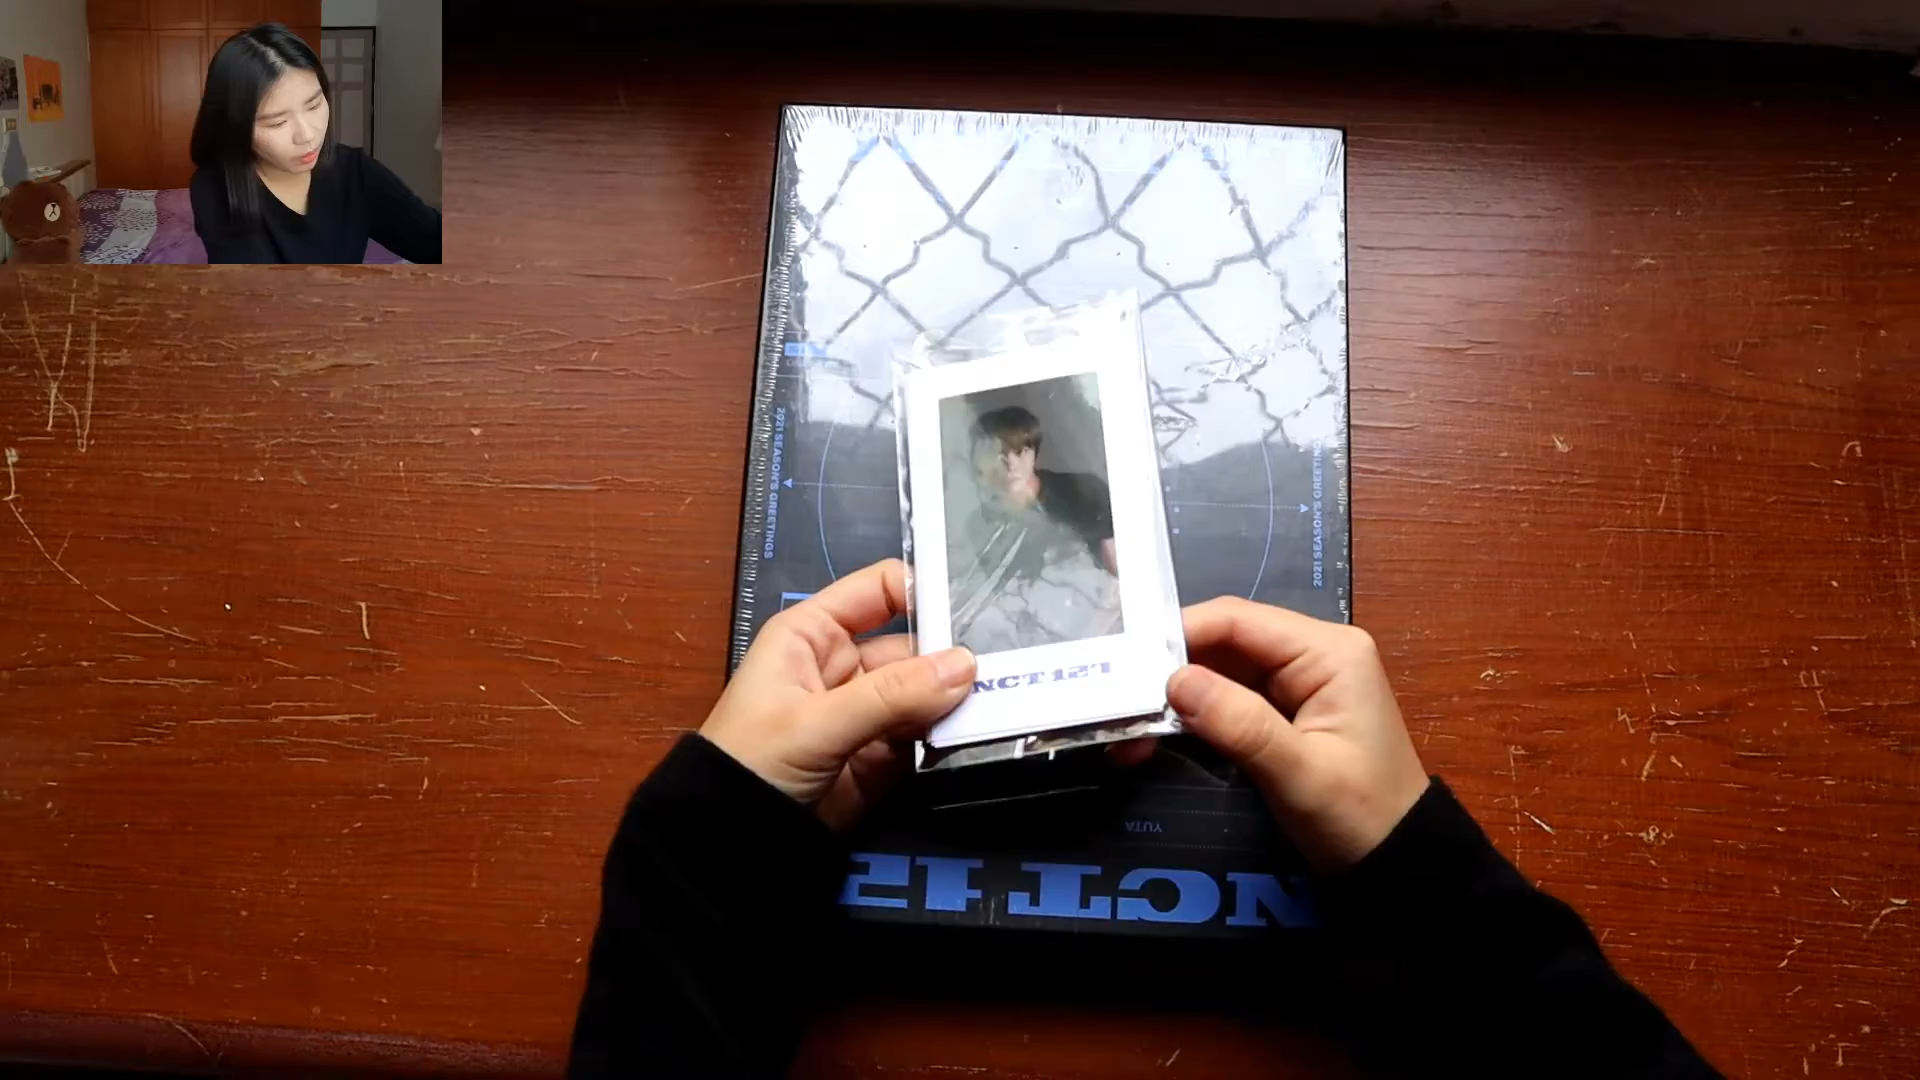 2021 SEASON'S GREETINGS
2021 SEASON'S GREETINGS
NCT 127
YUTA
NCT 12